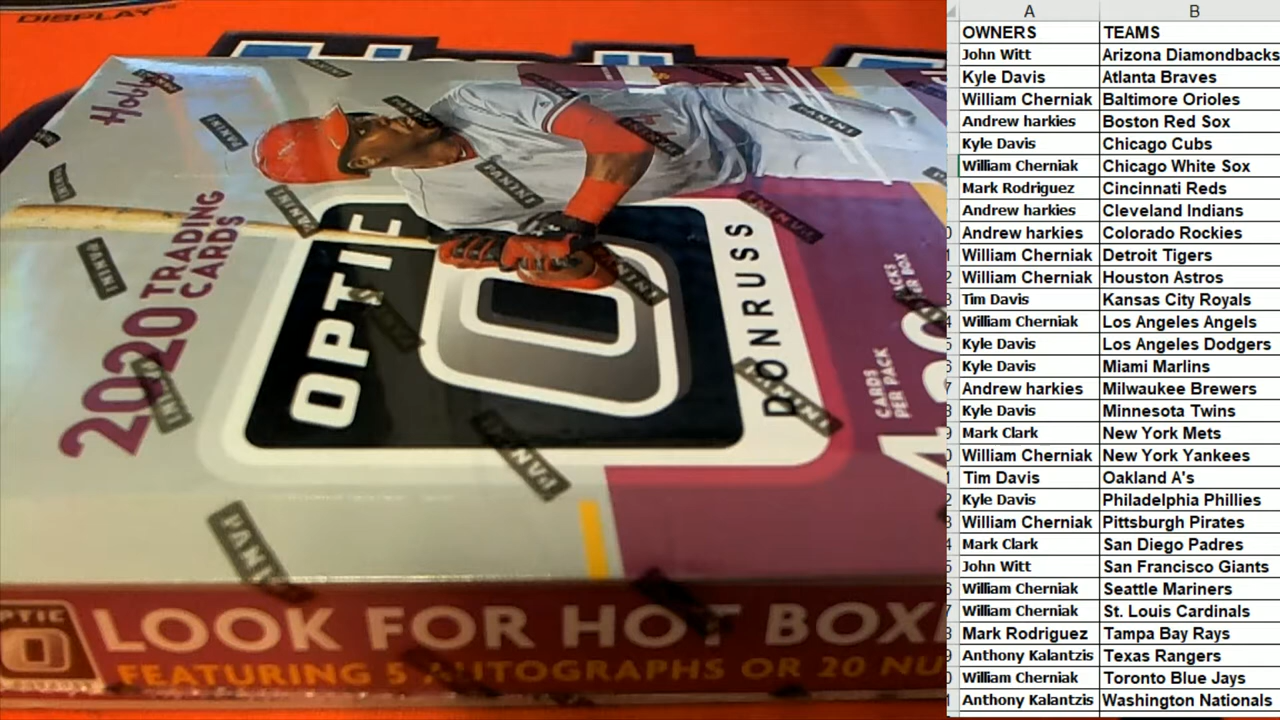 DISPLAY
Hobby
2020 TRADING CARDS
OPTIC
DONRUSS
CARDS PER PACK
PANINI
PANINI
PANINI
PANINI
PANINI
PANINI
PANINI
PANINI
LOOK FOR HOT BOX
FEATURING 5 AUTOGRAPHS OR 20 NU
A B
OWNERS TEAMS
John Witt Arizona Diamondbacks
Kyle Davis Atlanta Braves
William Cherniak Baltimore Orioles
Andrew harkies Boston Red Sox
Kyle Davis Chicago Cubs
William Cherniak Chicago White Sox
Mark Rodriguez Cincinnati Reds
Andrew harkies Cleveland Indians
Andrew harkies Colorado Rockies
William Cherniak Detroit Tigers
William Cherniak Houston Astros
Tim Davis Kansas City Royals
William Cherniak Los Angeles Angels
Kyle Davis Los Angeles Dodgers
Kyle Davis Miami Marlins
Andrew harkies Milwaukee Brewers
Kyle Davis Minnesota Twins
Mark Clark New York Mets
William Cherniak New York Yankees
Tim Davis Oakland A's
Kyle Davis Philadelphia Phillies
William Cherniak Pittsburgh Pirates
Mark Clark San Diego Padres
John Witt San Francisco Giants
William Cherniak Seattle Mariners
William Cherniak St. Louis Cardinals
Mark Rodriguez Tampa Bay Rays
Anthony Kalantzis Texas Rangers
William Cherniak Toronto Blue Jays
Anthony Kalantzis Washington Nationals